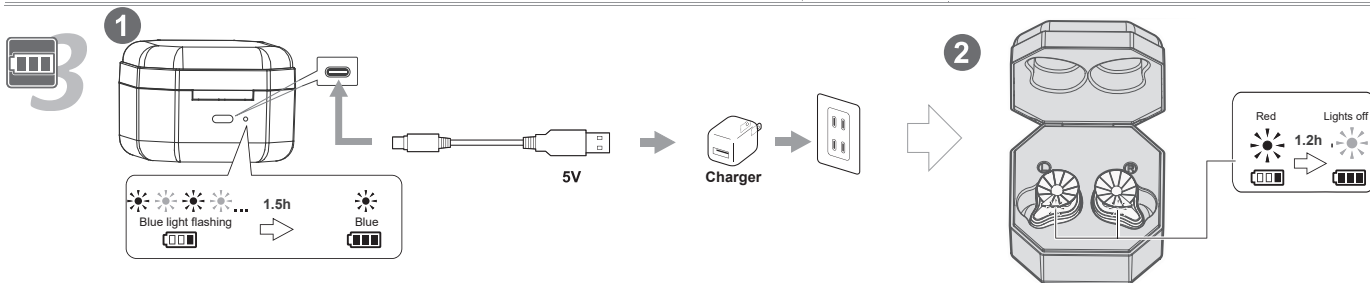 3
1
5V
Charger
Blue light flashing
1.5h
Blue
2
L
R
Red
1.2h
Lights off